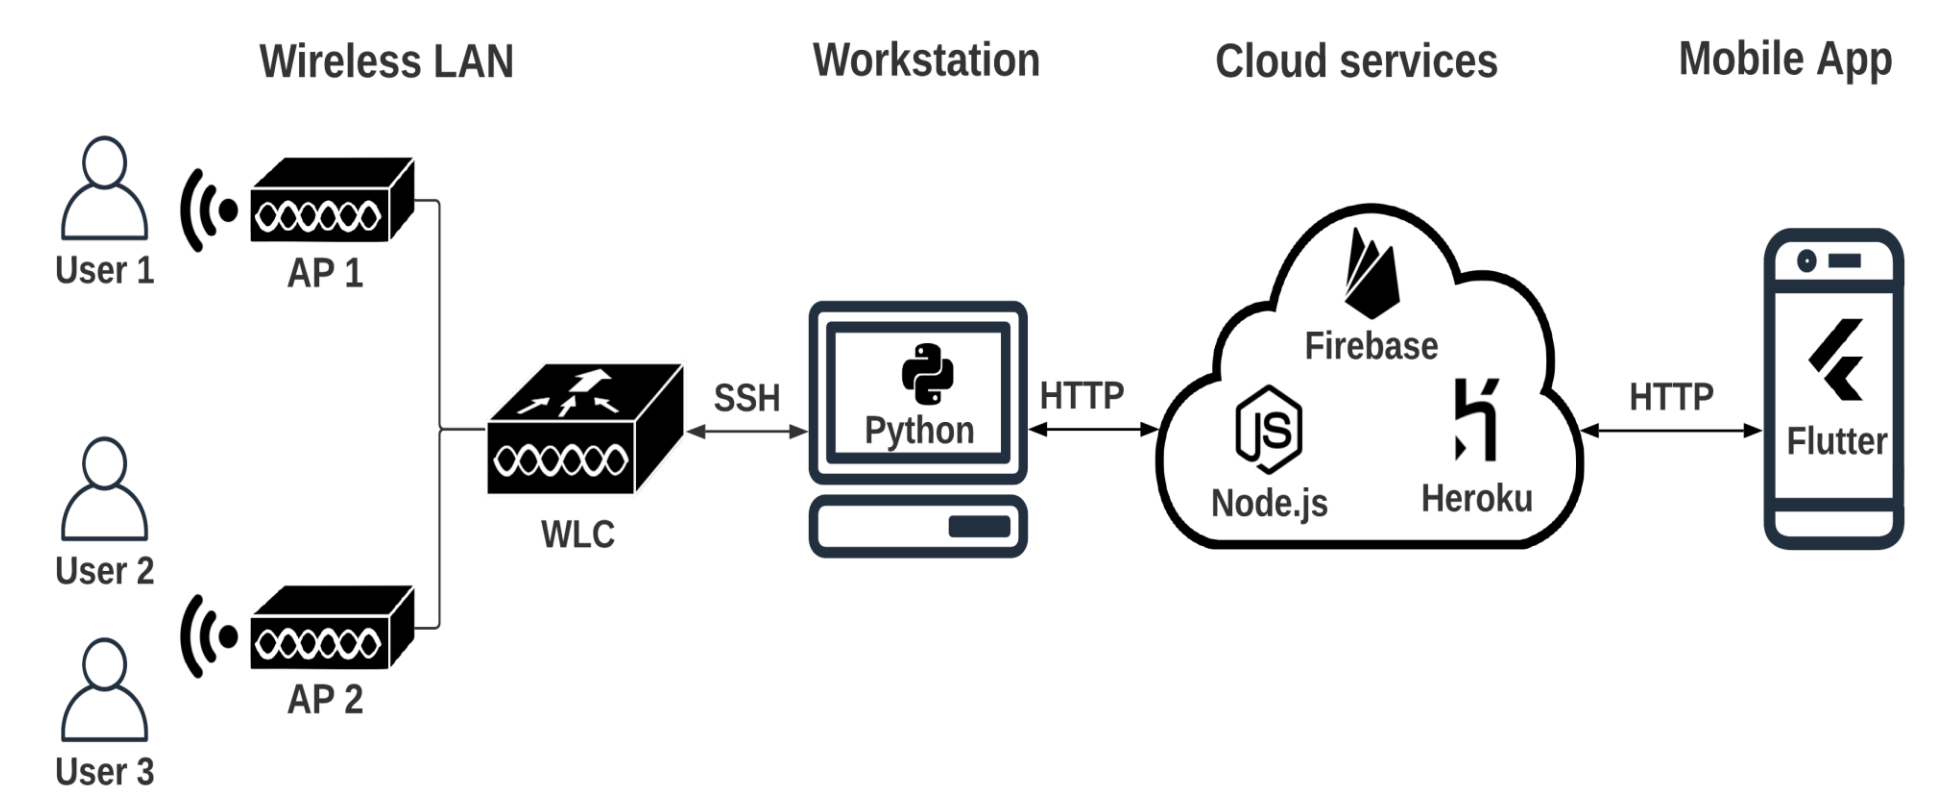 Wireless LAN
Workstation
Cloud services
Mobile App
User 1
AP 1
User 2
AP 2
User 3
WLC
SSH
Python
HTTP
Firebase
JS
Node.js
Heroku
HTTP
Flutter